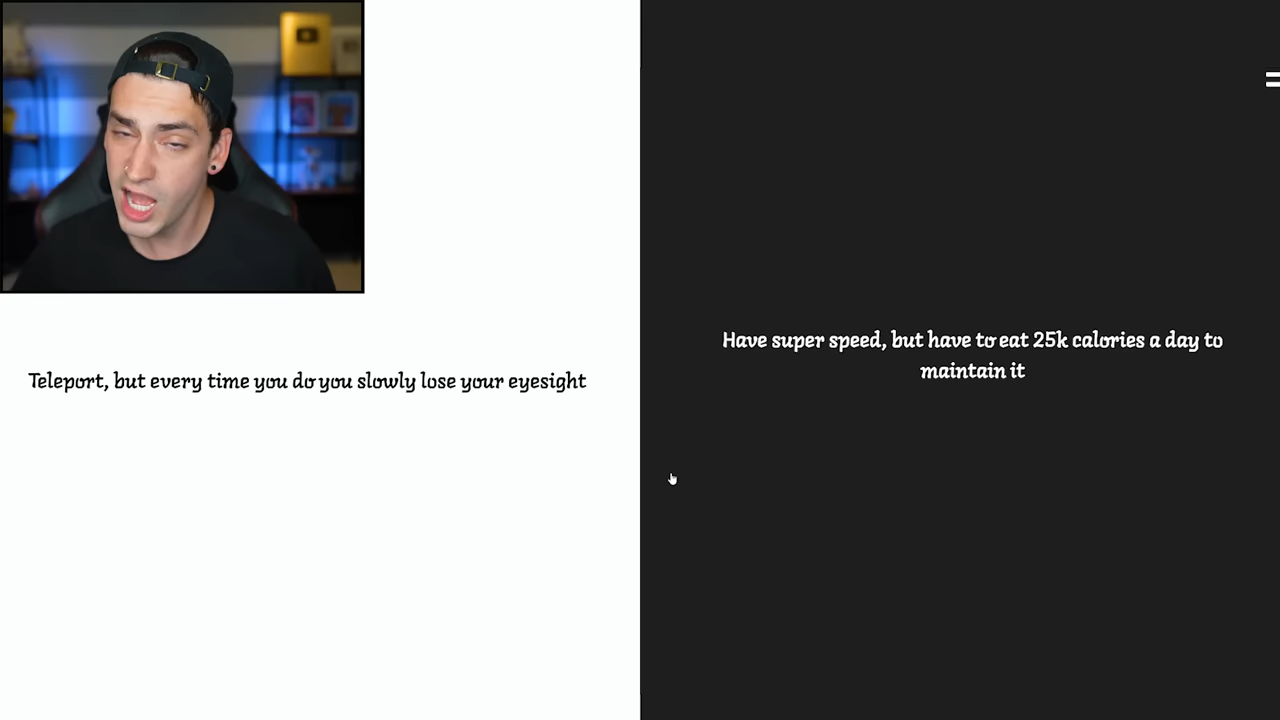 Teleport, but every time you do you slowly lose your eyesight
Have super speed, but have to eat 25k calories a day to
maintain it